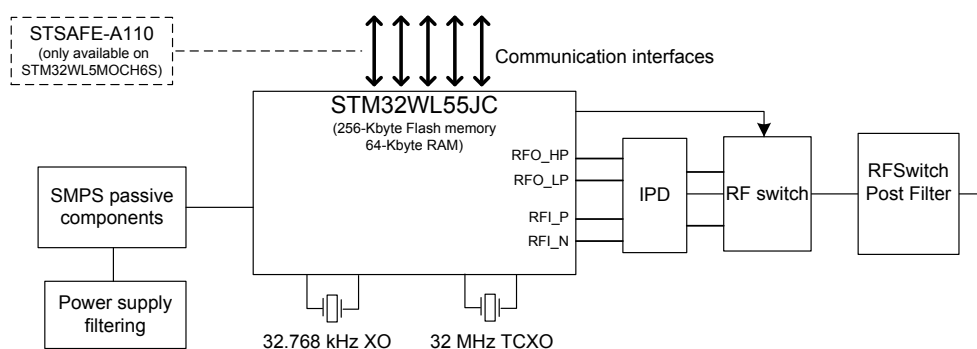 STSAFE-A110
(only available on
STM32WL5MOCH6S)
Communication interfaces
STM32WL55JC
(256-Kbyte Flash memory
64-Kbyte RAM)
RFO_HP
RFO_LP
RFI_P
RFI_N
IPD
RF switch
RFSwitch
Post Filter
SMPS passive
components
Power supply
filtering
32.768 kHz XO
32 MHz TCXO